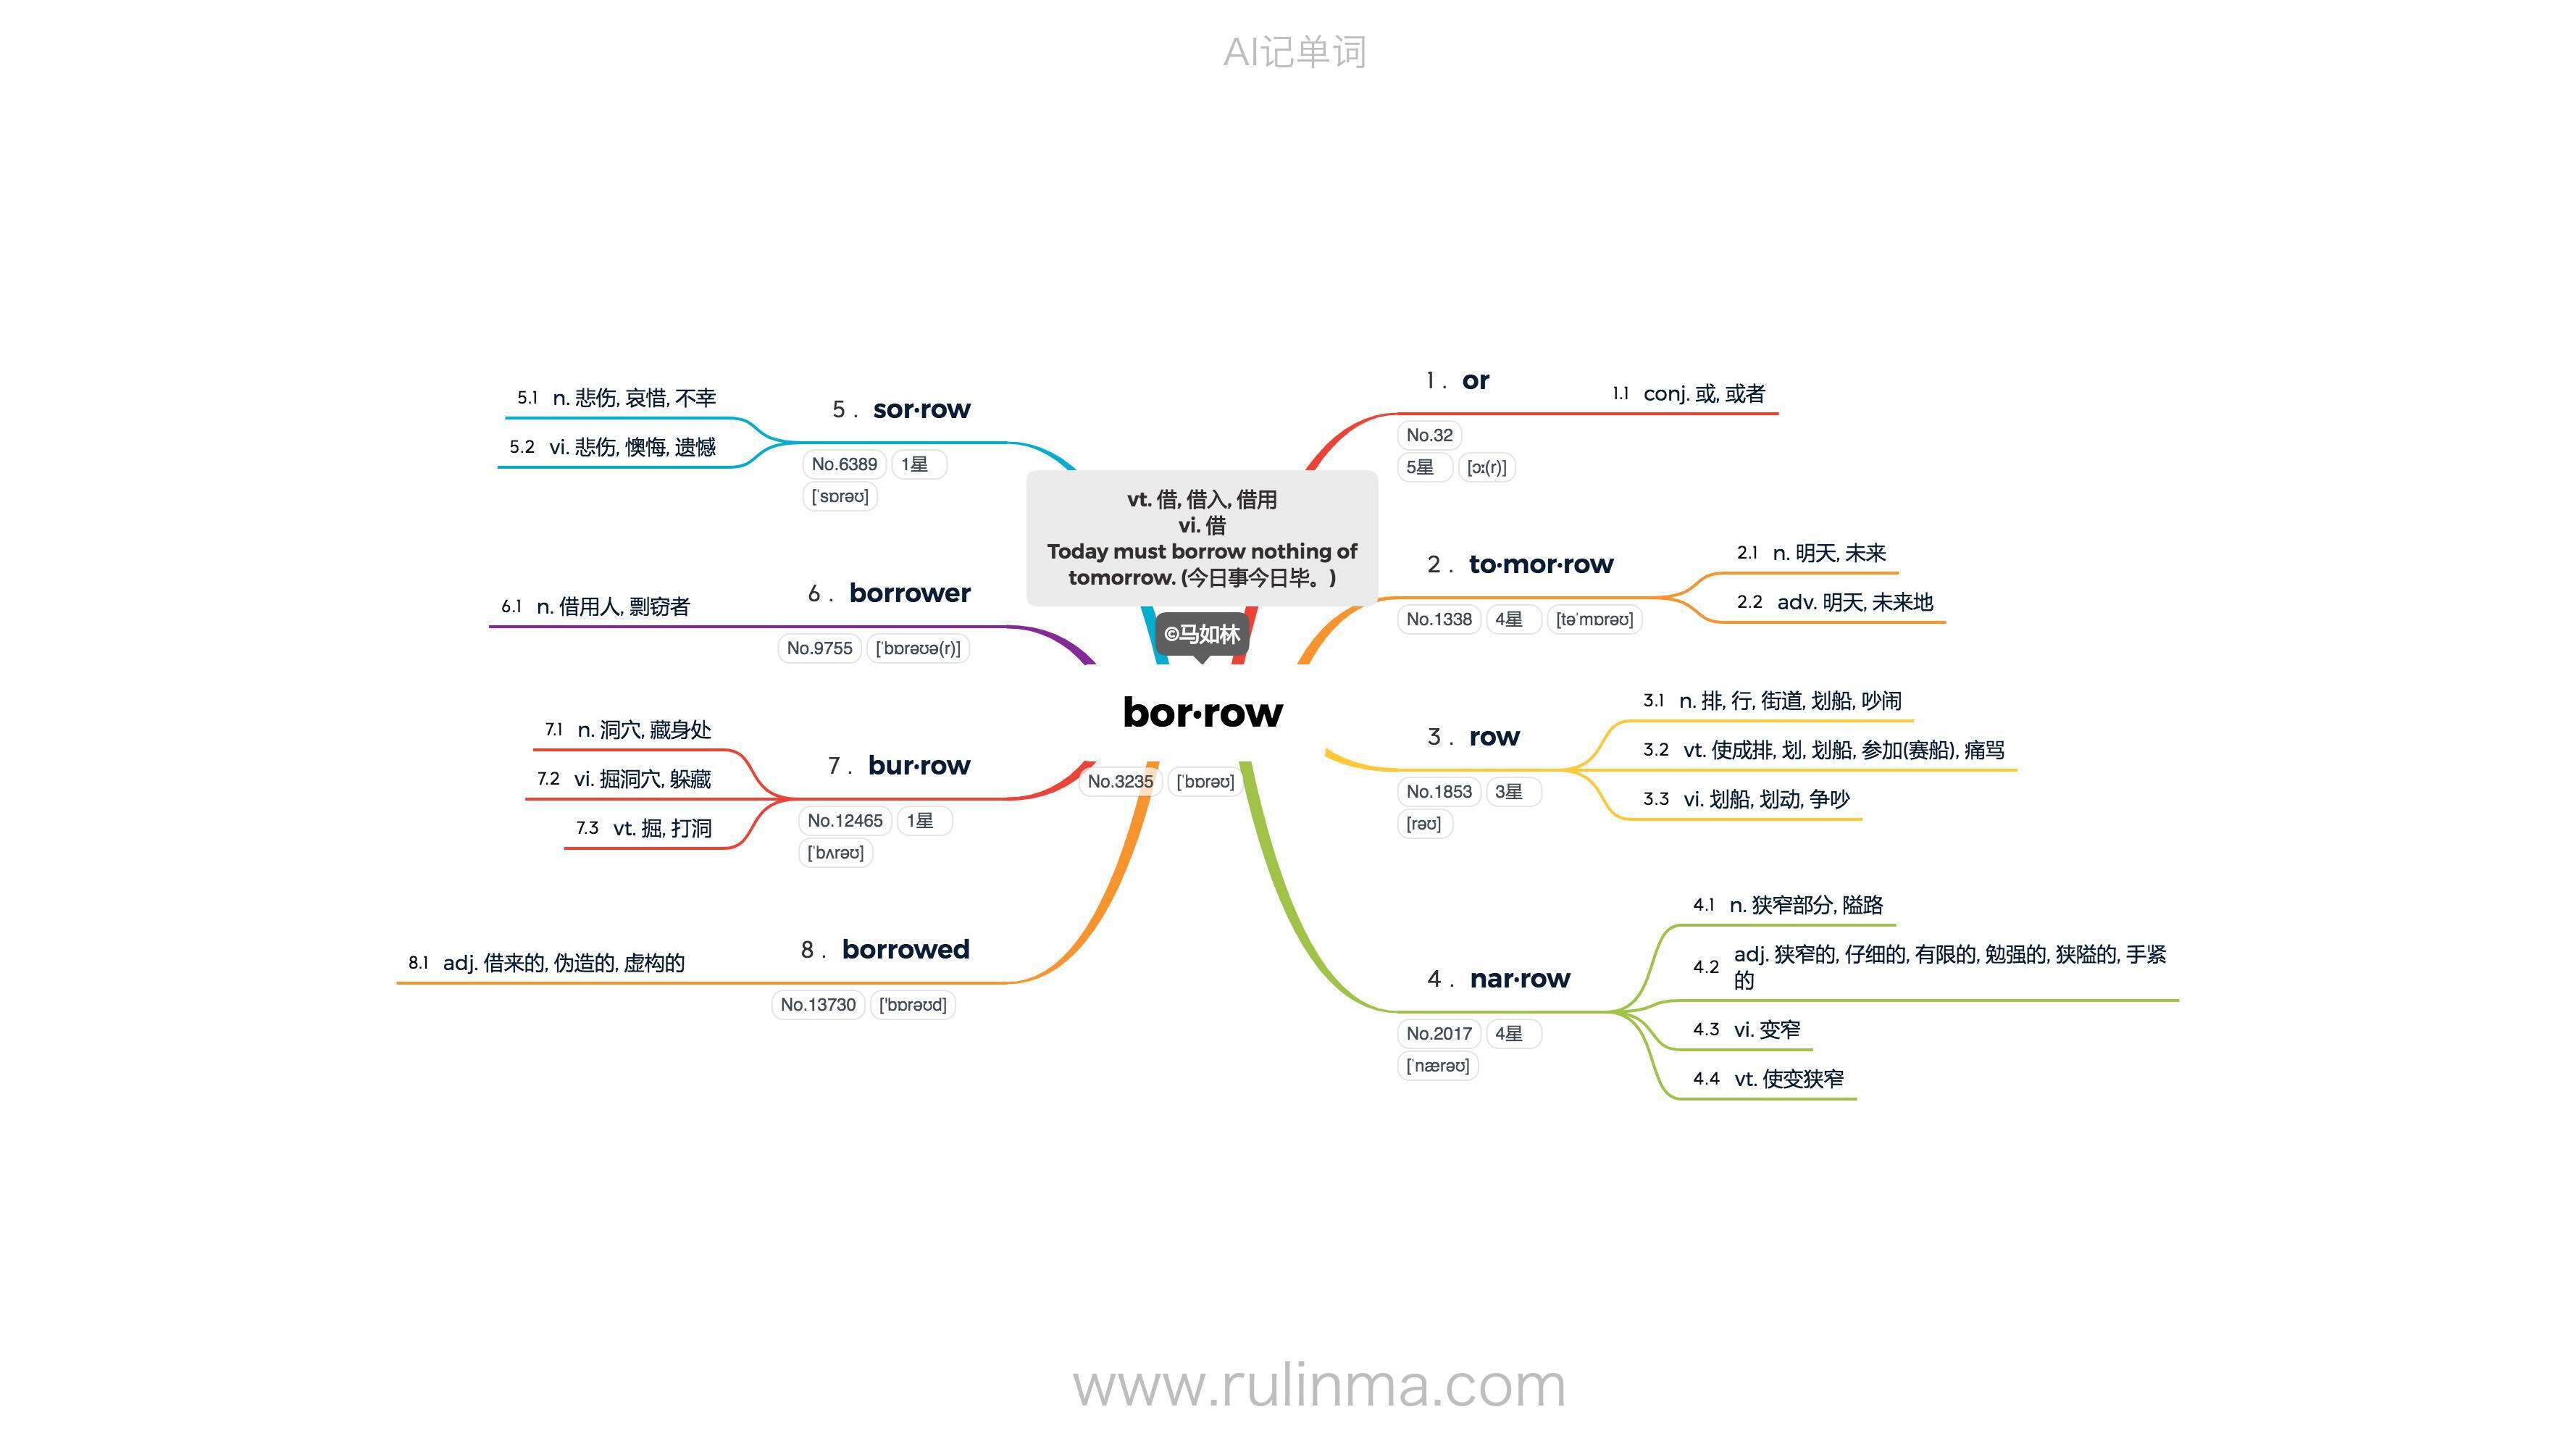 AI记单词
vt. 借, 借入, 借用
vi. 借
Today must borrow nothing of
tomorrow. (今日事今日毕。)
©马如林
bor·row
No.3235 [ˈbɒrəʊ]
1 . or
No.32
5星 [ɔː(r)]
1.1 conj. 或, 或者
2 . to·mor·row
No.1338 4星 [təˈmɒrəʊ]
2.1 n. 明天, 未来
2.2 adv. 明天, 未来地
3 . row
No.1853 3星
[rəʊ]
3.1 n. 排, 行, 街道, 划船, 吵闹
3.2 vt. 使成排, 划, 划船, 参加(赛船), 痛骂
3.3 vi. 划船, 划动, 争吵
4 . nar·row
No.2017 4星
[ˈnærəʊ]
4.1 n. 狭窄部分, 隘路
4.2 adj. 狭窄的, 仔细的, 有限的, 勉强的, 狭隘的, 手紧
的
4.3 vi. 变窄
4.4 vt. 使变狭窄
5 . sor·row
No.6389 1星
[ˈsɒrəʊ]
5.1 n. 悲伤, 哀惜, 不幸
5.2 vi. 悲伤, 懊悔, 遗憾
6 . borrower
No.9755 [ˈbɒrəʊə(r)]
6.1 n. 借用人, 剽窃者
7 . bur·row
No.12465 1星
[ˈbʌrəʊ]
7.1 n. 洞穴, 藏身处
7.2 vi. 掘洞穴, 躲藏
7.3 vt. 掘, 打洞
8 . borrowed
No.13730 ['bɒrəʊd]
8.1 adj. 借来的, 伪造的, 虚构的
www.rulinma.com